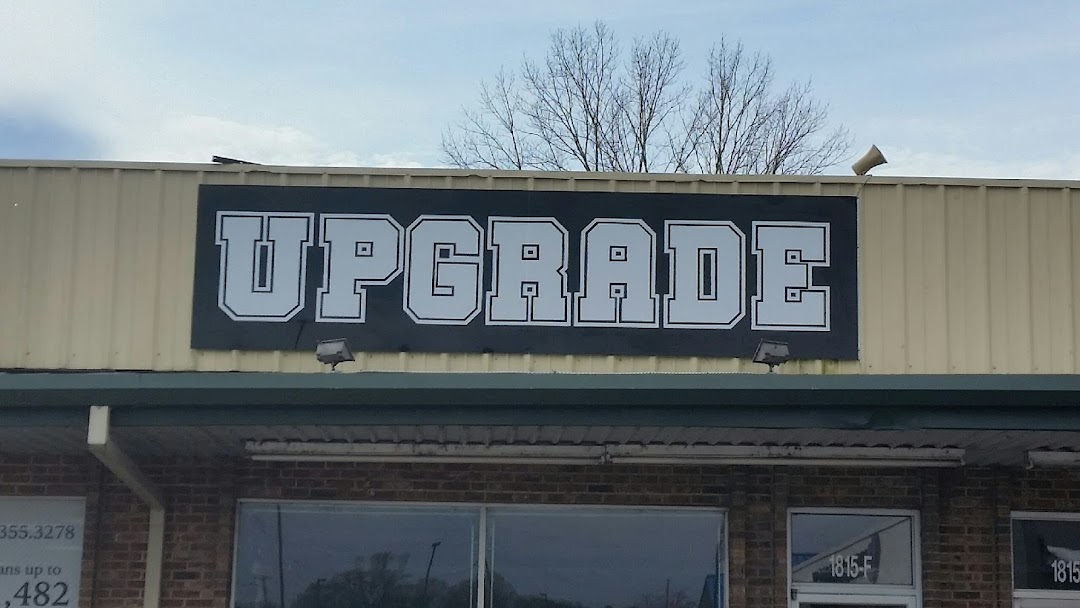 UPGRADE
355.3278
ans up to
,482
1815-F
1815